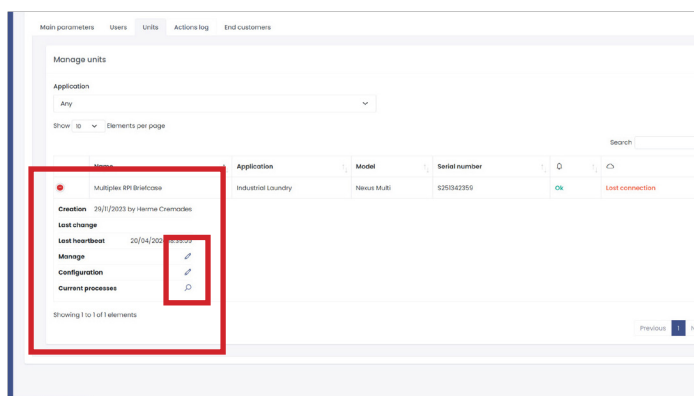 Main parameters Users Units Actions log End customers
Manage units
Application
Any
Show 10 Elements per page
Search
Name Application Model Serial number
Multiplex RPI Briefcase Industrial Laundry Nexus Multi S251342359 Ok Lost connection
Creation 29/11/2023 by Herme Cremades
Last change
Last heartbeat
Manage
Configuration
Current processes
Showing 1 to 1 of 1 elements
Previous 1 N